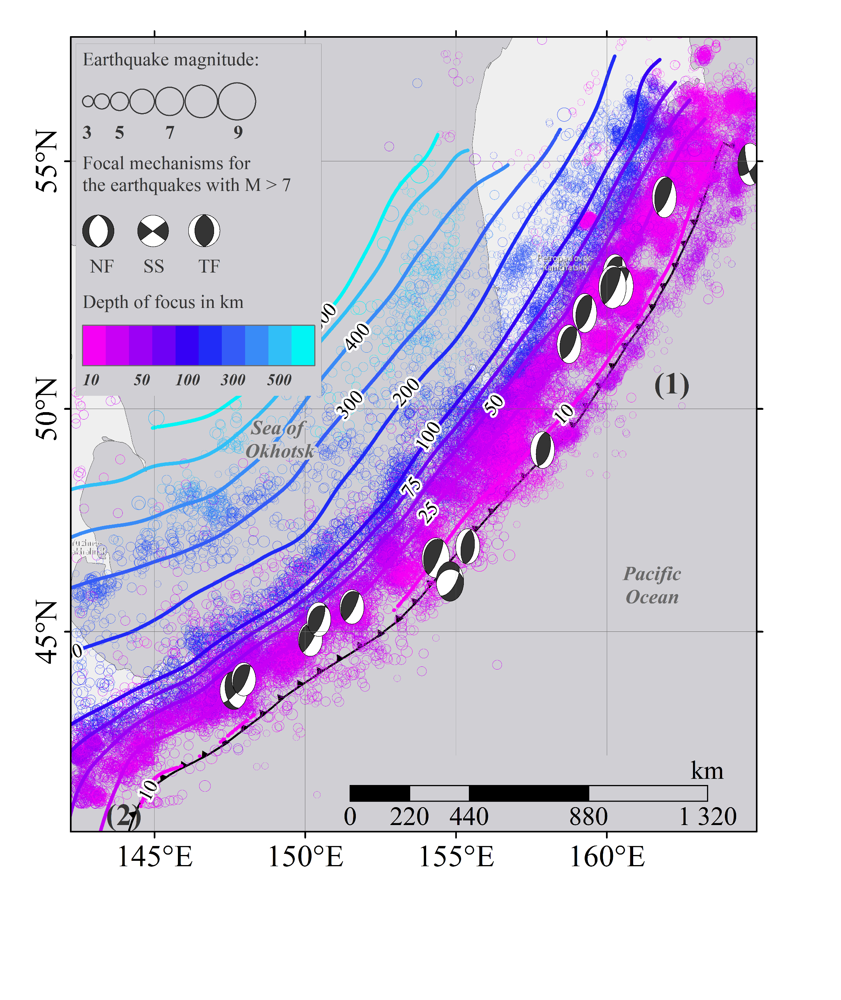 Earthquake magnitude:
3 5 7 9
Focal mechanisms for
the earthquakes with M > 7
NF SS TF
Depth of focus in km
10 50 100 300 500
55°N
50°N
45°N
400
300
200
100
50
10
75
25
10
Petropavlovsk-
Kamchatskiy
Sea of
Okhotsk
(1)
Pacific
Ocean
(2)
km
0 220 440 880 1 320
145°E 150°E 155°E 160°E